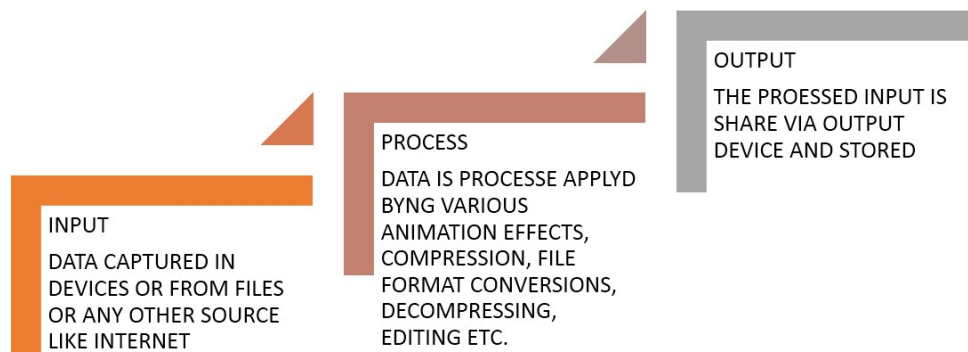 INPUT
DATA CAPTURED IN
DEVICES OR FROM FILES
OR ANY OTHER SOURCE
LIKE INTERNET
PROCESS
DATA IS PROCESSE APPLYD
BYNG VARIOUS
ANIMATION EFFECTS,
COMPRESSION, FILE
FORMAT CONVERSIONS,
DECOMPRESSING,
EDITING ETC.
OUTPUT
THE PROESSED INPUT IS
SHARE VIA OUTPUT
DEVICE AND STORED